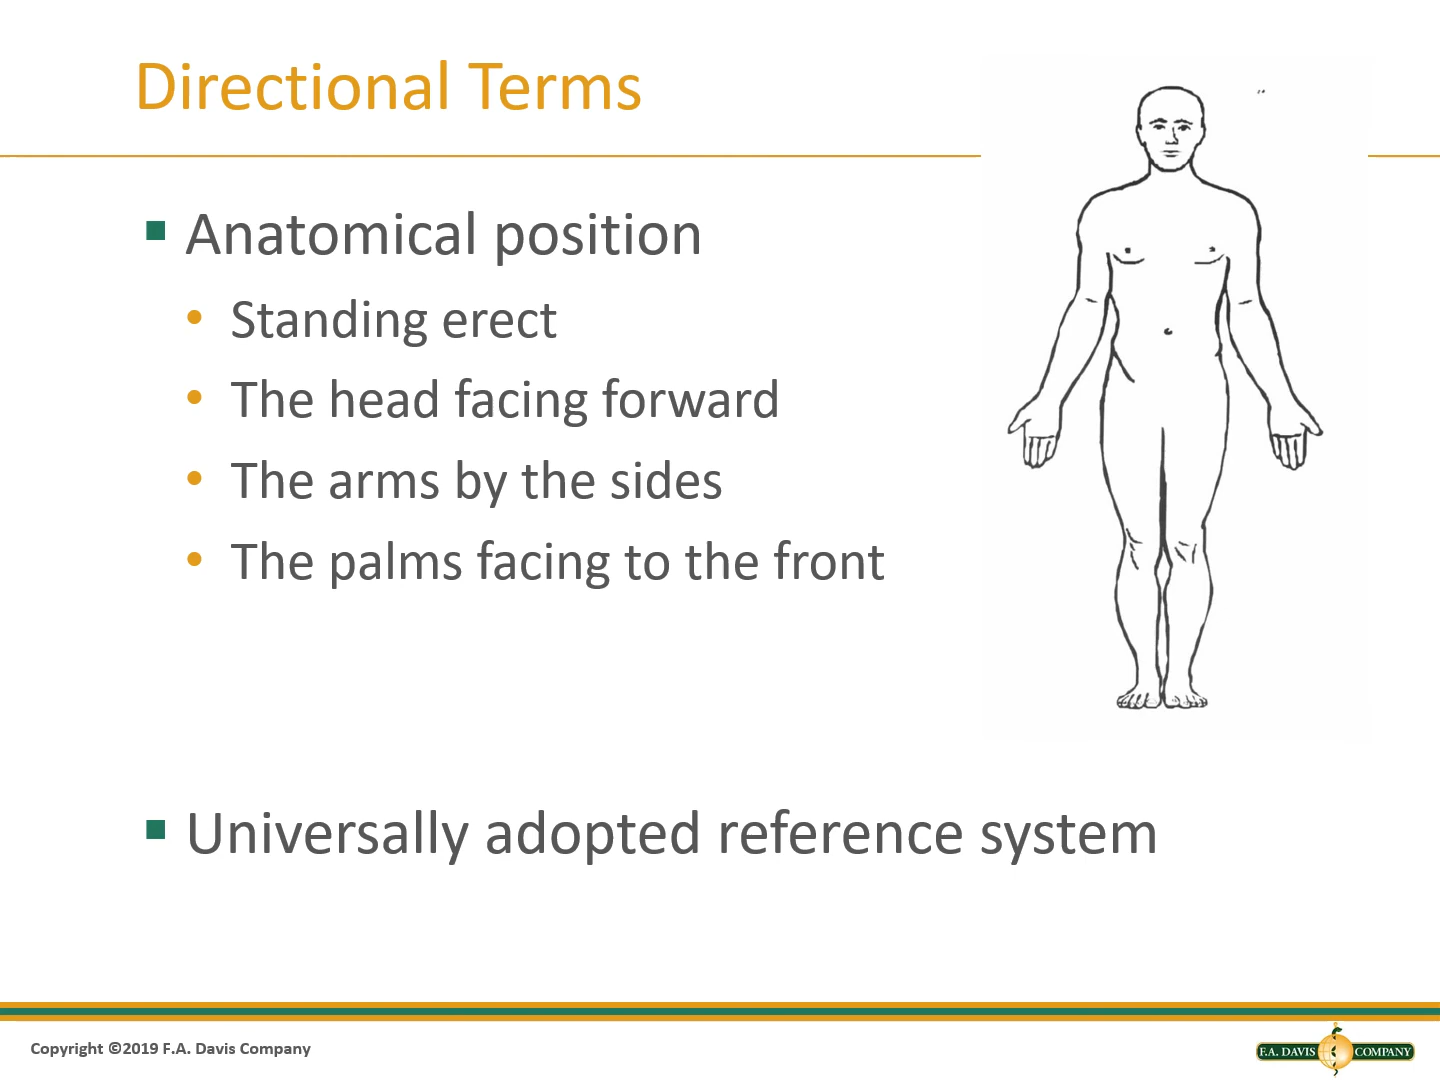 Directional Terms
Anatomical position
Standing erect
The head facing forward
The arms by the sides
The palms facing to the front
Universally adopted reference system
Copyright ©2019 F.A. Davis Company
F.A. DAVIS COMPANY